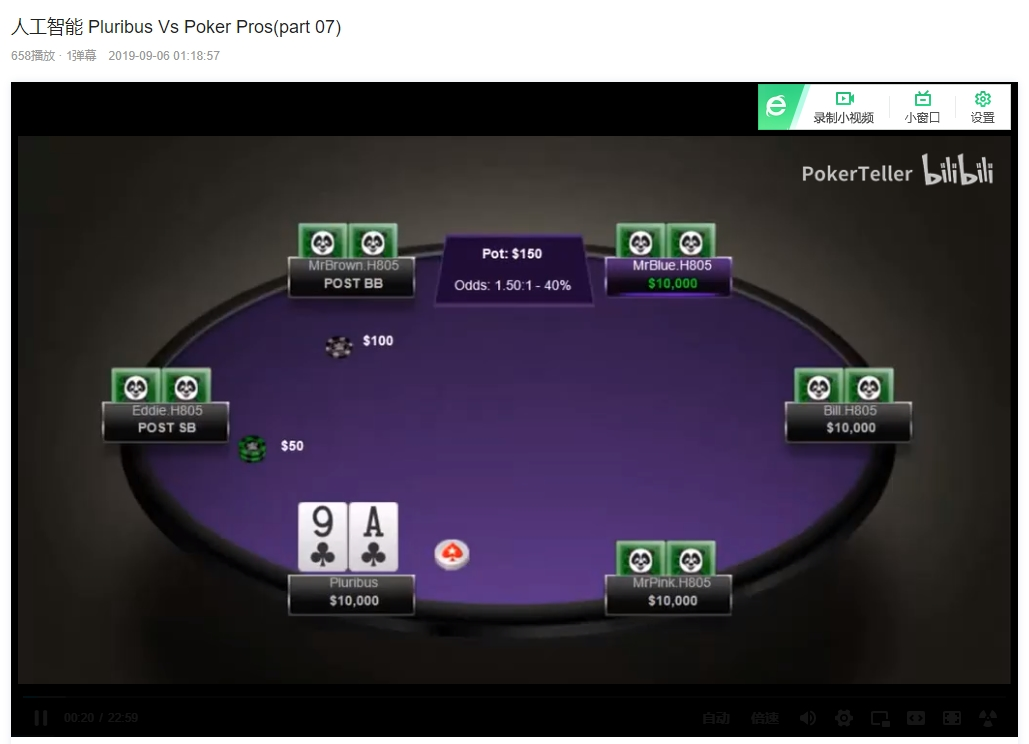 人工智能 Pluribus Vs Poker Pros(part 07)
658播放 · 1弹幕 2019-09-06 01:18:57
录制小视频 小窗口 设置
PokerTeller bilibili
Pot: $150
Odds: 1.50:1 - 40%
MrBrown.H805
POST BB
MrBlue.H805
$10,000
$100
Eddie.H805
POST SB
Bill.H805
$10,000
$50
9 A
Pluribus
$10,000
MrPink.H805
$10,000
00:20 / 22:59
自动 倍速